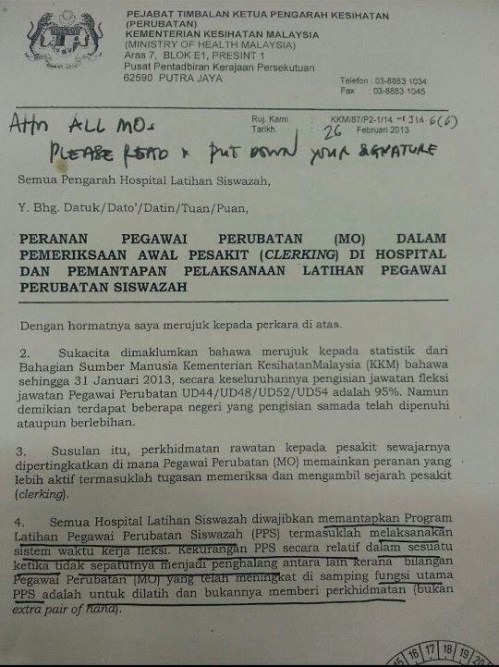 PEJABAT TIMBALAN KETUA PENGARAH KESIHATAN
(PERUBATAN)
KEMENTERIAN KESIHATAN MALAYSIA
(MINISTRY OF HEALTH MALAYSIA)
Aras 7, BLOK E1, PRESINT 1
Pusat Pentadbiran Kerajaan Persekutuan
62590 PUTRA JAYA
Telefon : 03-8883 1034
Fax : 03-8883 1045
Attn ALL MOs
PLEASE READ & PUT DOWN YOUR SIGNATURE
Ruj. Kami : KKM/87/P2-1/14
Tarikh : 26 Februari 2013
Semua Pengarah Hospital Latihan Siswazah,
Y. Bhg. Datuk/Dato'/Datin/Tuan/Puan,
PERANAN PEGAWAI PERUBATAN (MO) DALAM
PEMERIKSAAN AWAL PESAKIT (CLERKING) DI HOSPITAL
DAN PEMANTAPAN PELAKSANAAN LATIHAN PEGAWAI
PERUBATAN SISWAZAH
Dengan hormatnya saya merujuk kepada perkara di atas.
2. Sukacita dimaklumkan bahawa merujuk kepada statistik dari
Bahagian Sumber Manusia Kementerian KesihatanMalaysia (KKM) bahawa
sehingga 31 Januari 2013, secara keseluruhannya pengisian jawatan fleksi
jawatan Pegawai Perubatan UD44/UD48/UD52/UD54 adalah 95%. Namun
demikian terdapat beberapa negeri yang pengisian samada telah dipenuhi
ataupun berlebihan.
3. Susulan itu, perkhidmatan rawatan kepada pesakit sewajarnya
dipertingkatkan di mana Pegawai Perubatan (MO) memainkan peranan yang
lebih aktif termasuklah tugasan memeriksa dan mengambil sejarah pesakit
(clerking).
4. Semua Hospital Latihan Siswazah diwajibkan memantapkan Program
Latihan Pegawai Perubatan Siswazah (PPS) termasuklah melaksanakan
sistem waktu kerja fleksi. Kekurangan PPS secara relatif dalam sesuatu
ketika tidak sepatutnya menjadi penghalang antara lain kerana bilangan
Pegawai Perubatan (MO) yang telah meningkat di samping fungsi utama
PPS adalah untuk dilatih dan bukannya memberi perkhidmatan (bukan
extra pair of hand).
15 16 17 18 19 20